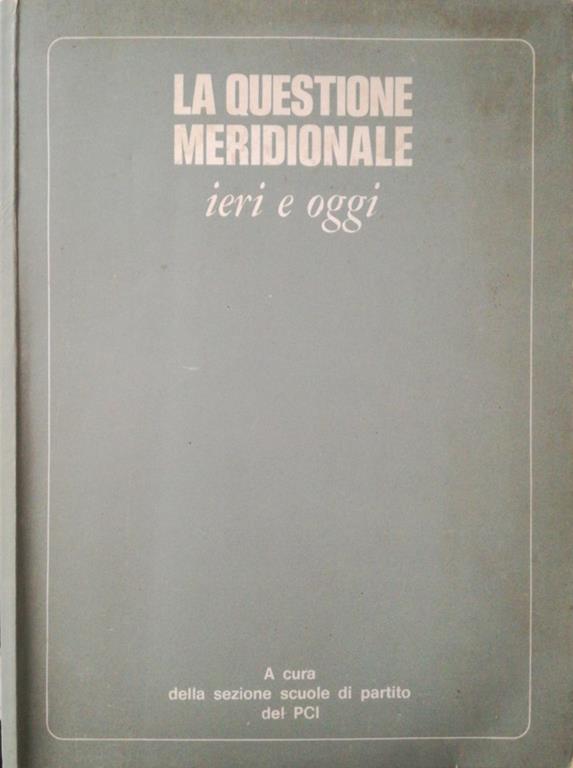 LA QUESTIONE
MERIDIONALE
ieri e oggi
A cura
della sezione scuole di partito
del PCI